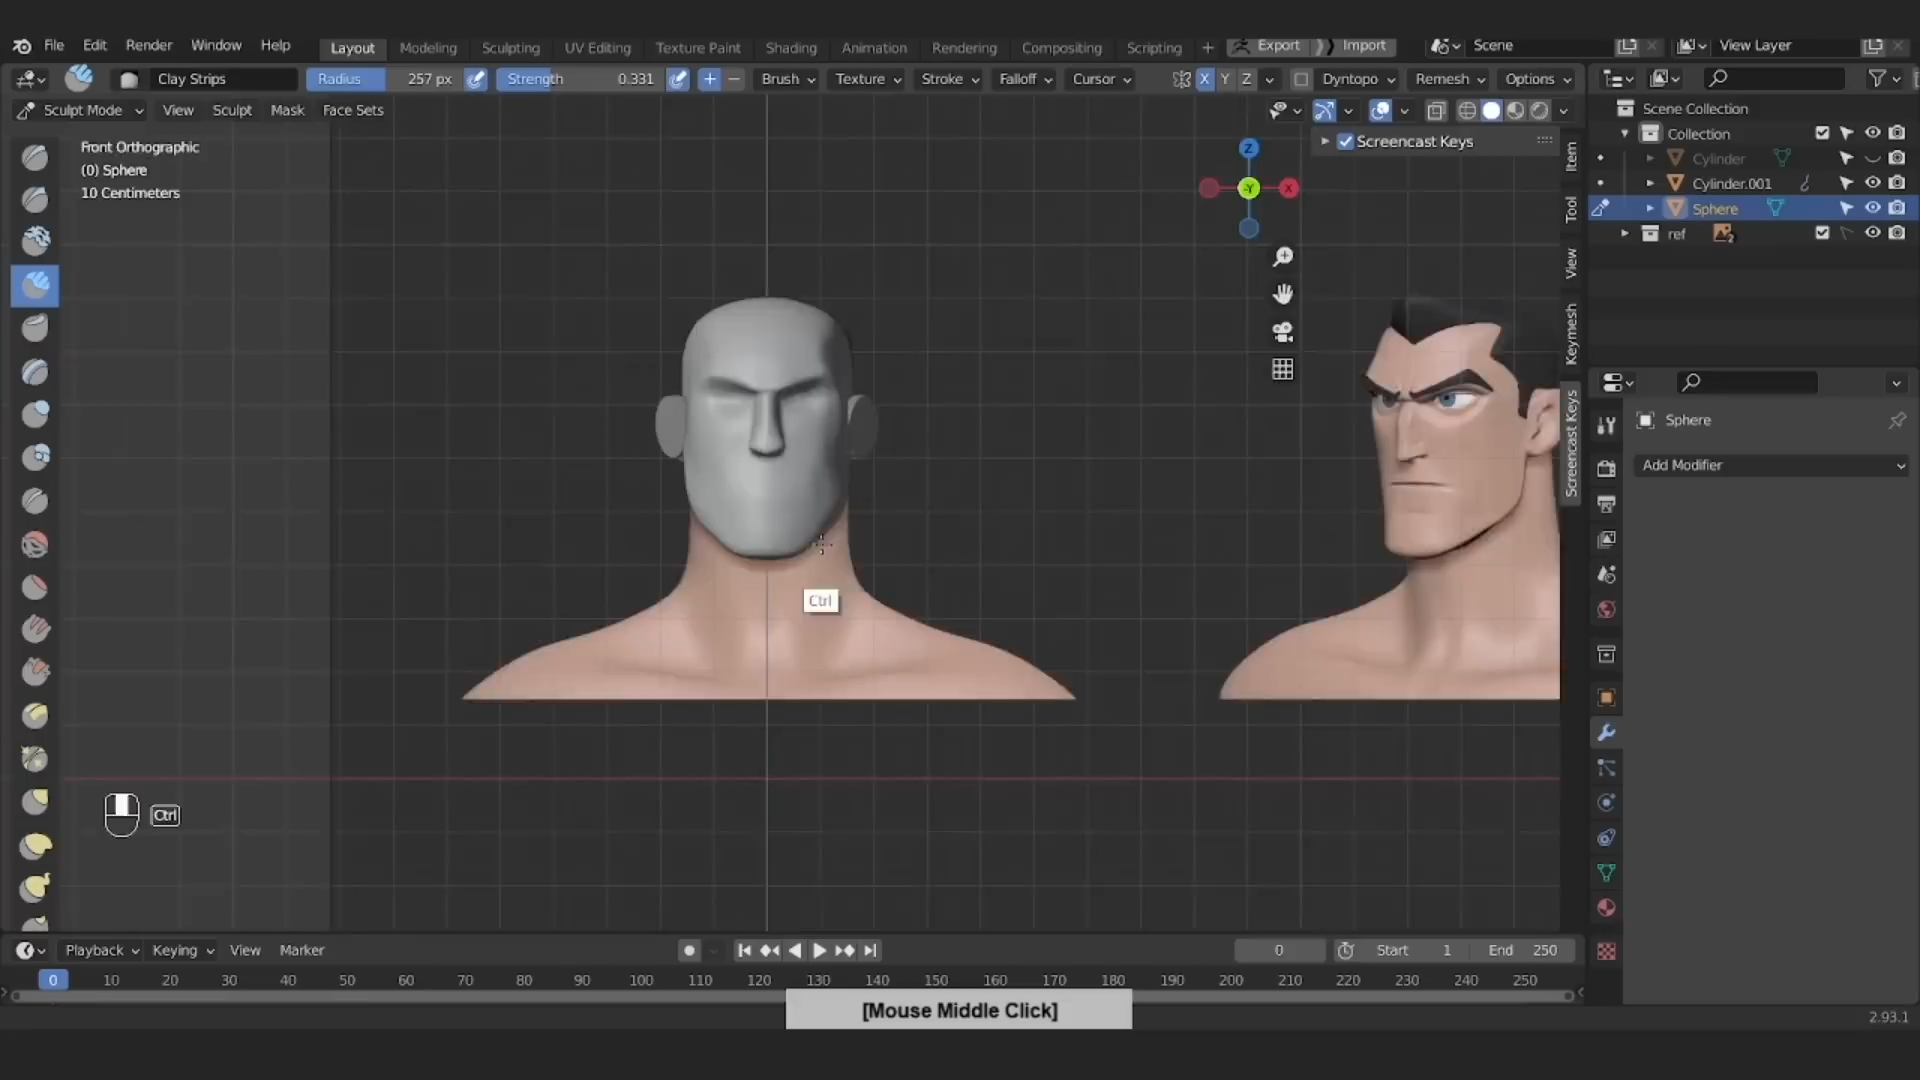 File Edit Render Window Help Layout Modeling Sculpting UV Editing Texture Paint Shading Animation Rendering Compositing Scripting + Export Import Scene View Layer
Clay Strips Radius 257 px Strength 0.331 Brush Texture Stroke Falloff Cursor X Y Z Dyntopo Remesh Options
Sculpt Mode View Sculpt Mask Face Sets
Scene Collection
Collection
Cylinder
Cylinder.001
Sphere
ref
Front Orthographic
(0) Sphere
10 Centimeters
Screencast Keys
Z
-Y
X
Item
Tool
View
Keymesh
Screencast Keys
Sphere
Add Modifier
Ctrl
Ctrl
Playback Keying View Marker 0 Start 1 End 250
0 10 20 30 40 50 60 70 80 90 100 110 120 130 140 150 160 170 180 190 200 210 220 230 240 250
[Mouse Middle Click]
2.93.1